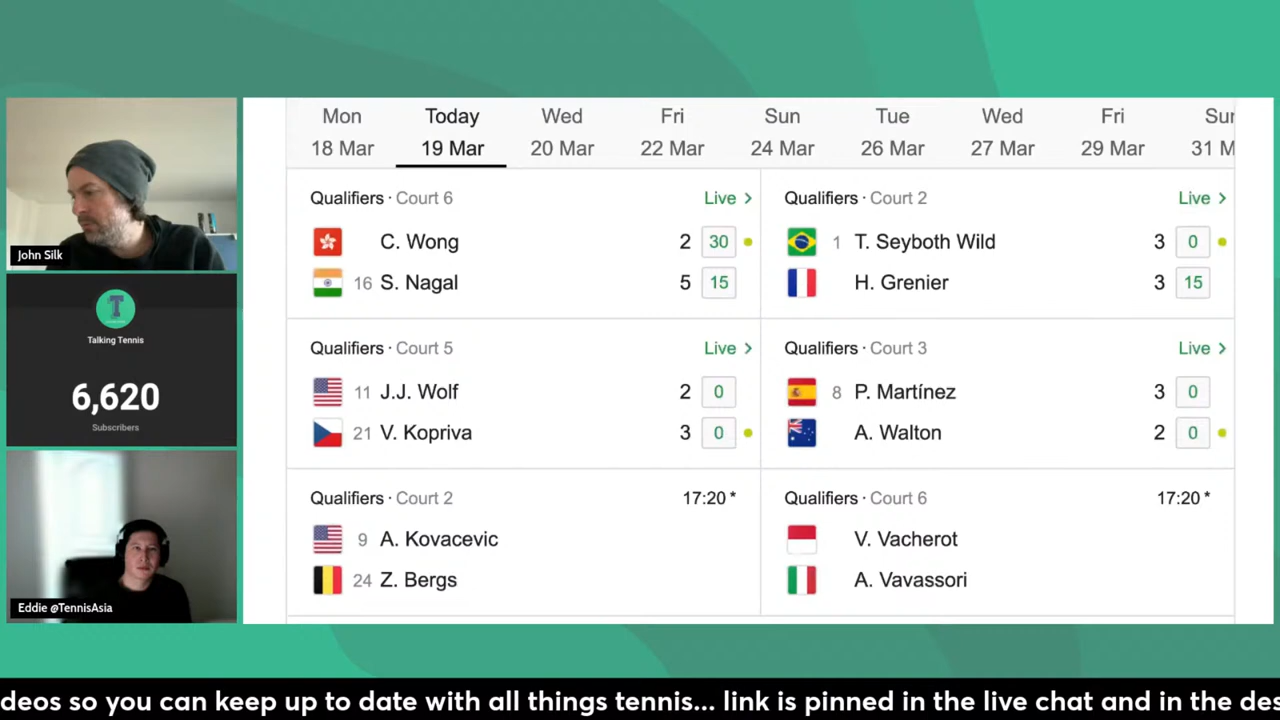 John Silk
Talking Tennis
6,620
Subscribers
Eddie @TennisAsia
Mon Today Wed Fri Sun Tue Wed Fri Sun
18 Mar 19 Mar 20 Mar 22 Mar 24 Mar 26 Mar 27 Mar 29 Mar 31 M
Qualifiers · Court 6 Live >
C. Wong 2 30
16 S. Nagal 5 15
Qualifiers · Court 2 Live >
1 T. Seyboth Wild 3 0
H. Grenier 3 15
Qualifiers · Court 5 Live >
11 J.J. Wolf 2 0
21 V. Kopriva 3 0
Qualifiers · Court 3 Live >
8 P. Martínez 3 0
A. Walton 2 0
Qualifiers · Court 2 17:20 *
9 A. Kovacevic
24 Z. Bergs
Qualifiers · Court 6 17:20 *
V. Vacherot
A. Vavassori
deos so you can keep up to date with all things tennis... link is pinned in the live chat and in the des